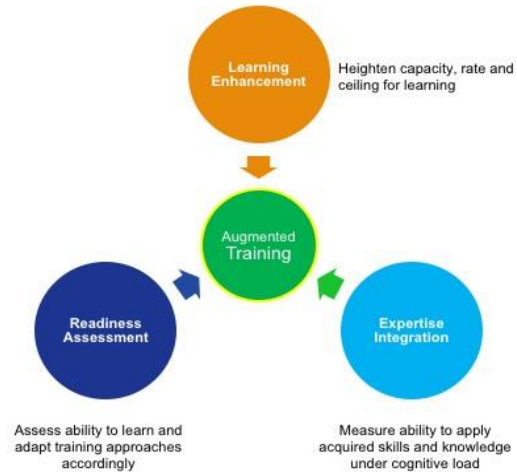 Learning
Enhancement
Heighten capacity, rate and
ceiling for learning
Augmented
Training
Readiness
Assessment
Expertise
Integration
Assess ability to learn and
adapt training approaches
accordingly
Measure ability to apply
acquired skills and knowledge
under cognitive load